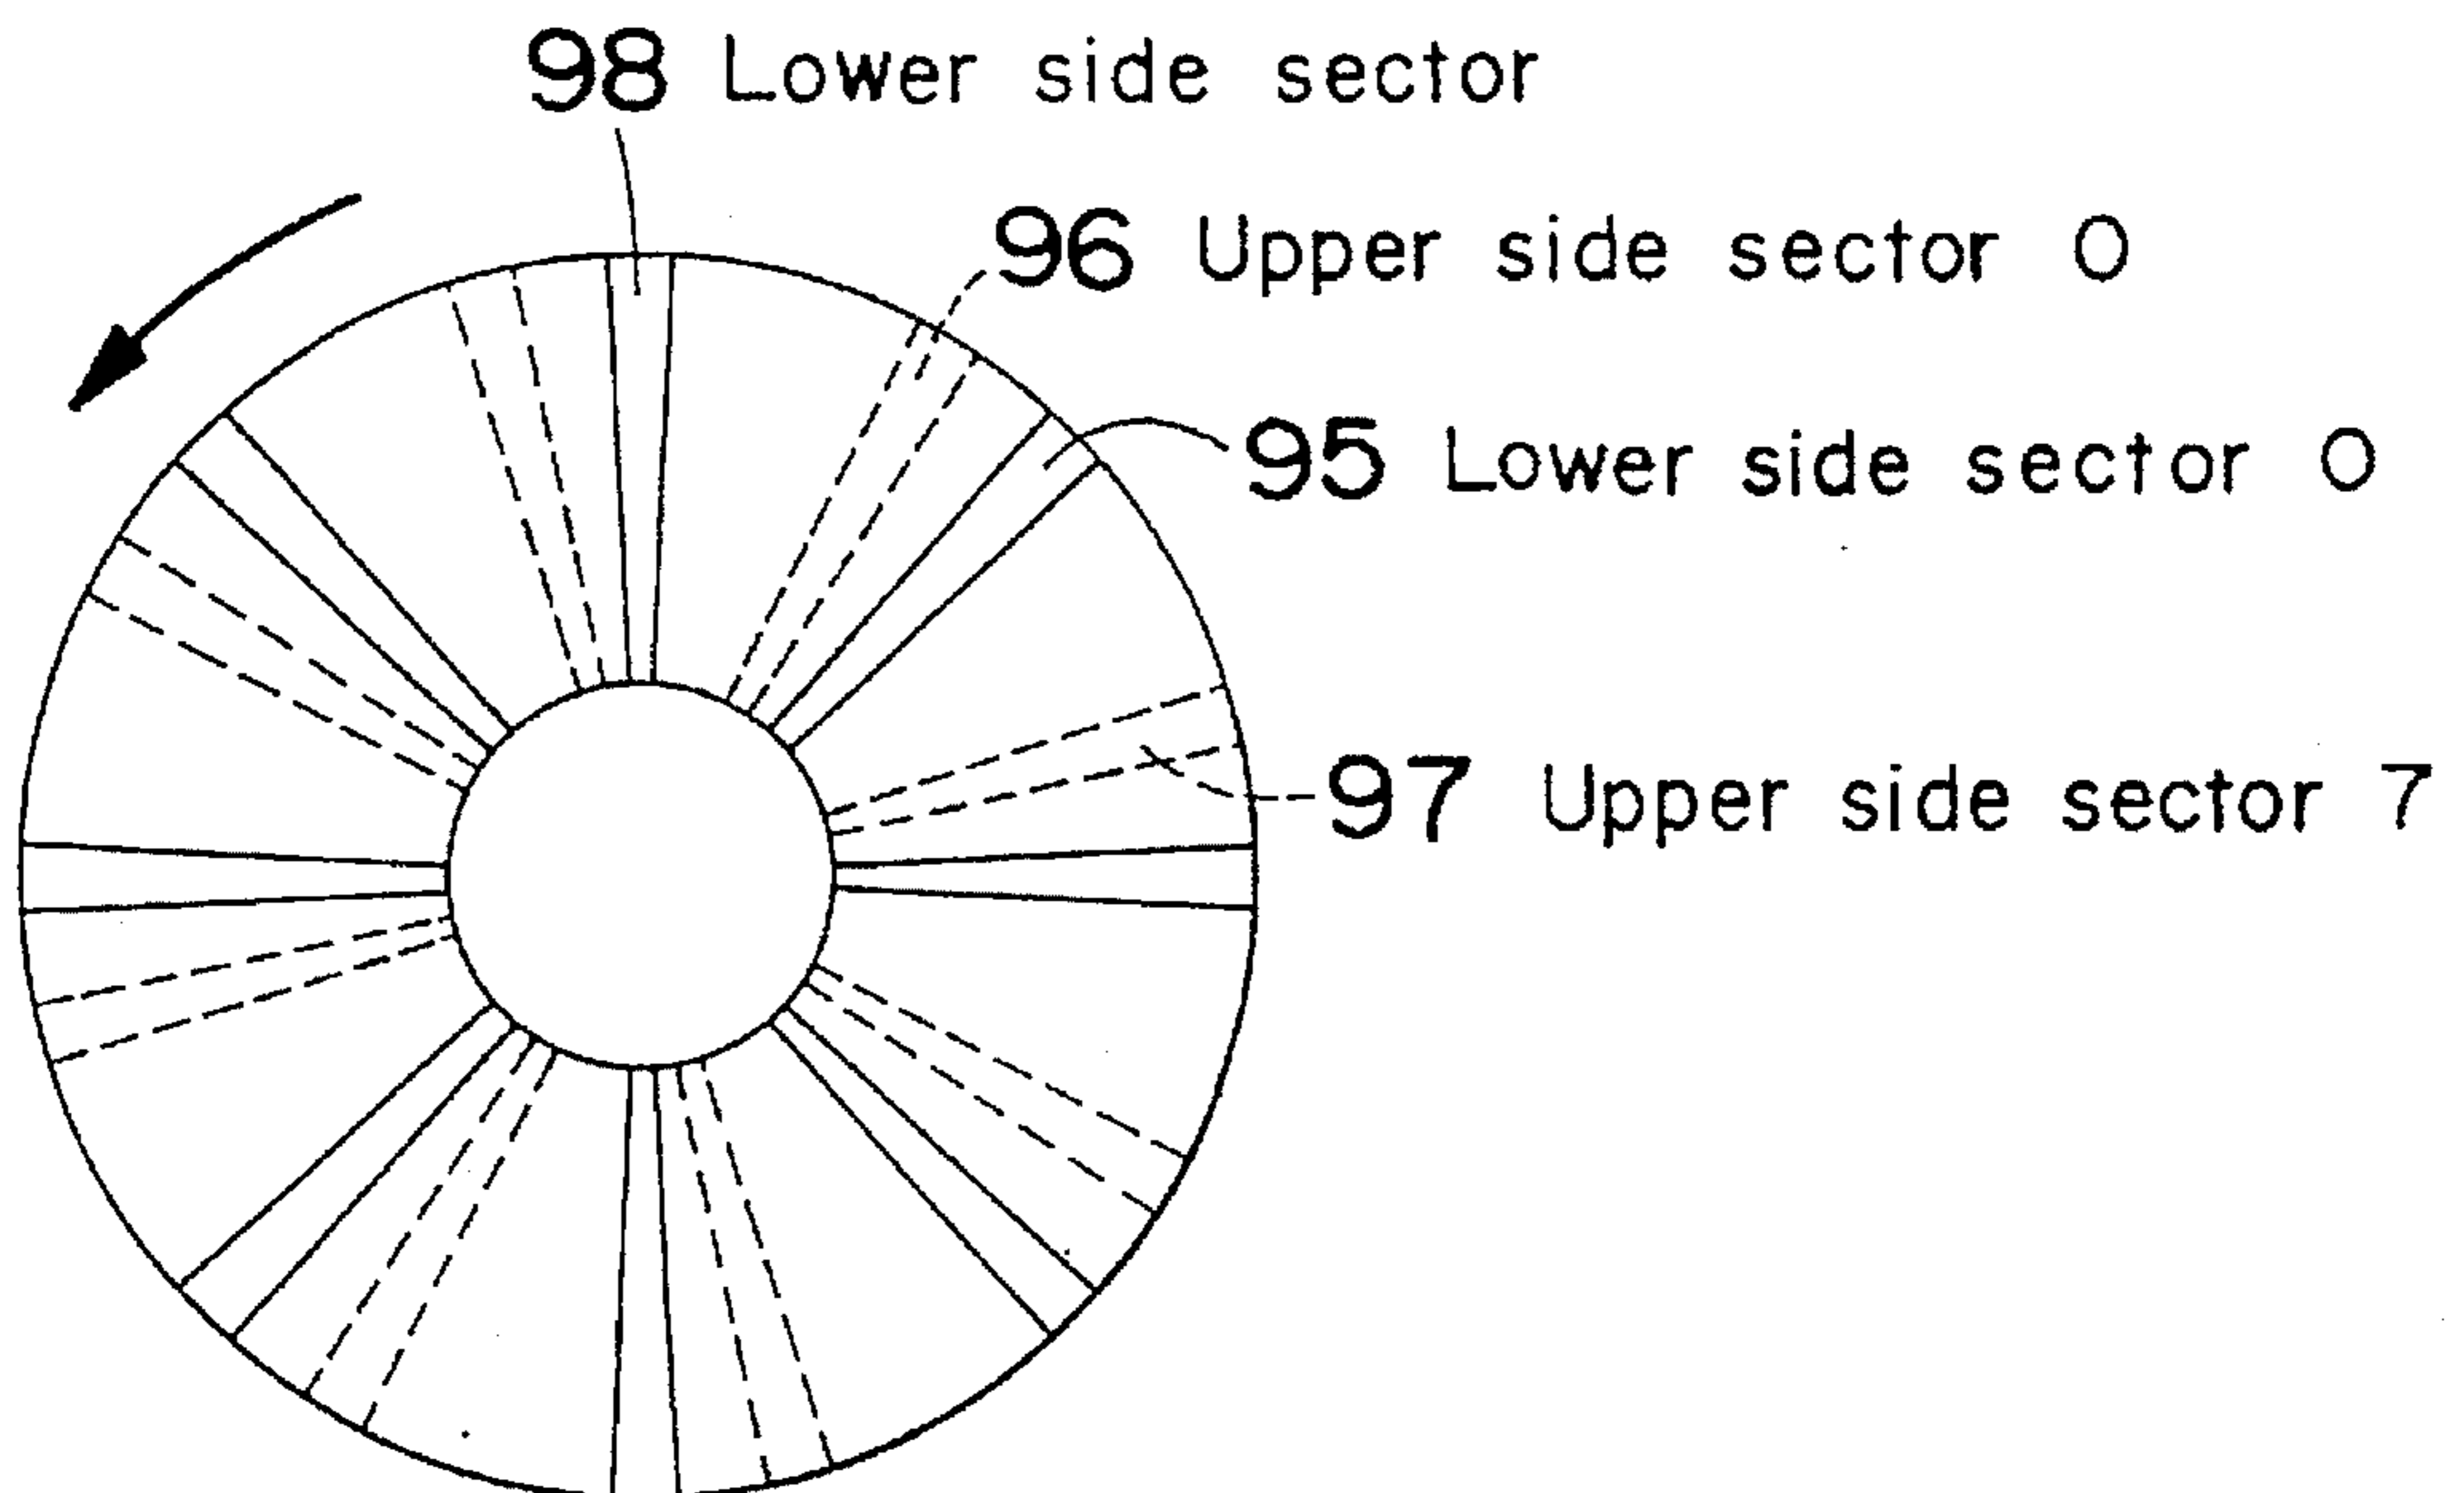 98 Lower side sector
96 Upper side sector 0
95 Lower side sector 0
97 Upper side sector 7